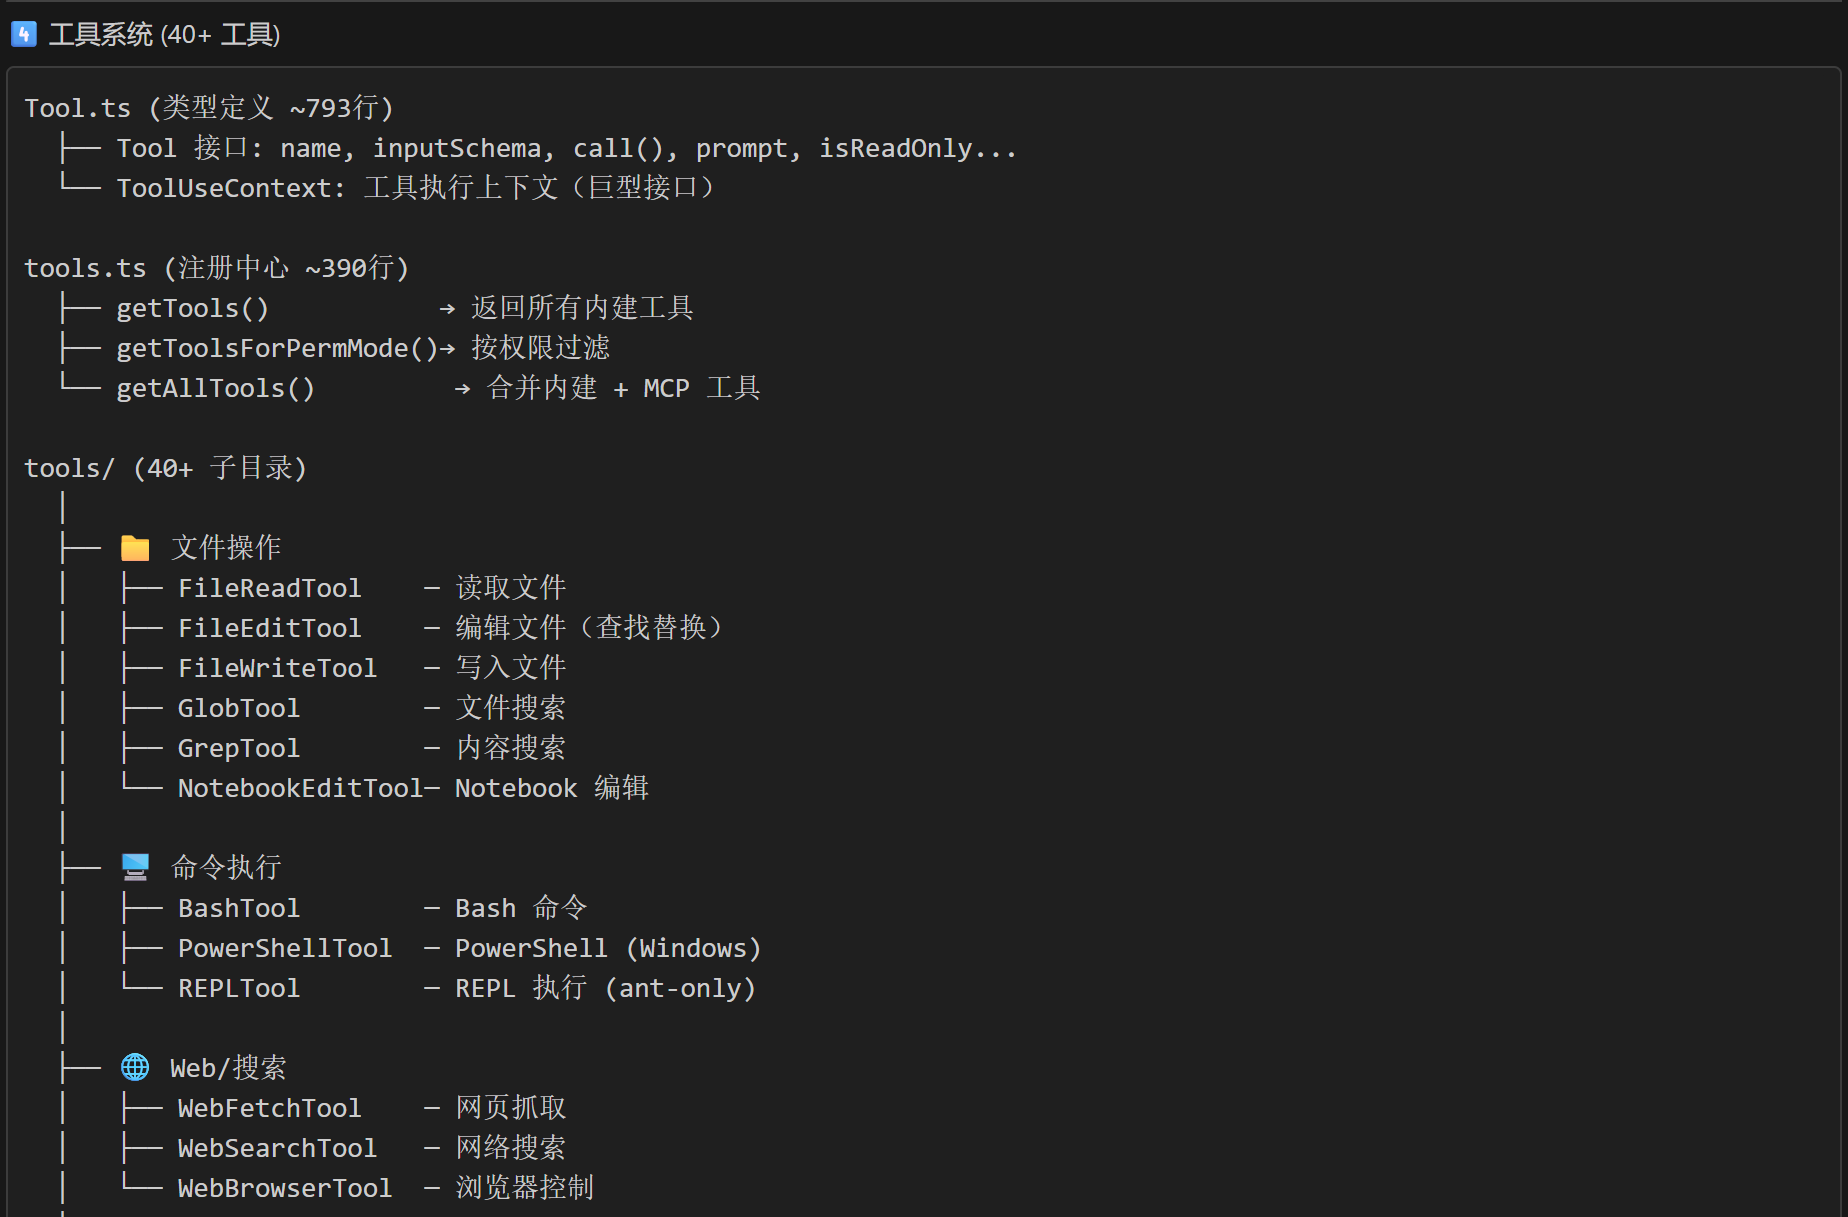 4️⃣ 工具系统 (40+ 工具)
Tool.ts (类型定义 ~793行)
  ├── Tool 接口: name, inputSchema, call(), prompt, isReadOnly...
  └── ToolUseContext: 工具执行上下文（巨型接口）
tools.ts (注册中心 ~390行)
  ├── getTools()           → 返回所有内建工具
  ├── getToolsForPermMode()→ 按权限过滤
  └── getAllTools()         → 合并内建 + MCP 工具
tools/ (40+ 子目录)
  │
  ├── 📁 文件操作
  │   ├── FileReadTool    — 读取文件
  │   ├── FileEditTool    — 编辑文件（查找替换）
  │   ├── FileWriteTool   — 写入文件
  │   ├── GlobTool        — 文件搜索
  │   ├── GrepTool        — 内容搜索
  │   └── NotebookEditTool— Notebook 编辑
  │
  ├── 🖥️ 命令执行
  │   ├── BashTool        — Bash 命令
  │   ├── PowerShellTool  — PowerShell (Windows)
  │   └── REPLTool        — REPL 执行 (ant-only)
  │
  ├── 🌐 Web/搜索
  │   ├── WebFetchTool    — 网页抓取
  │   ├── WebSearchTool   — 网络搜索
  │   └── WebBrowserTool  — 浏览器控制